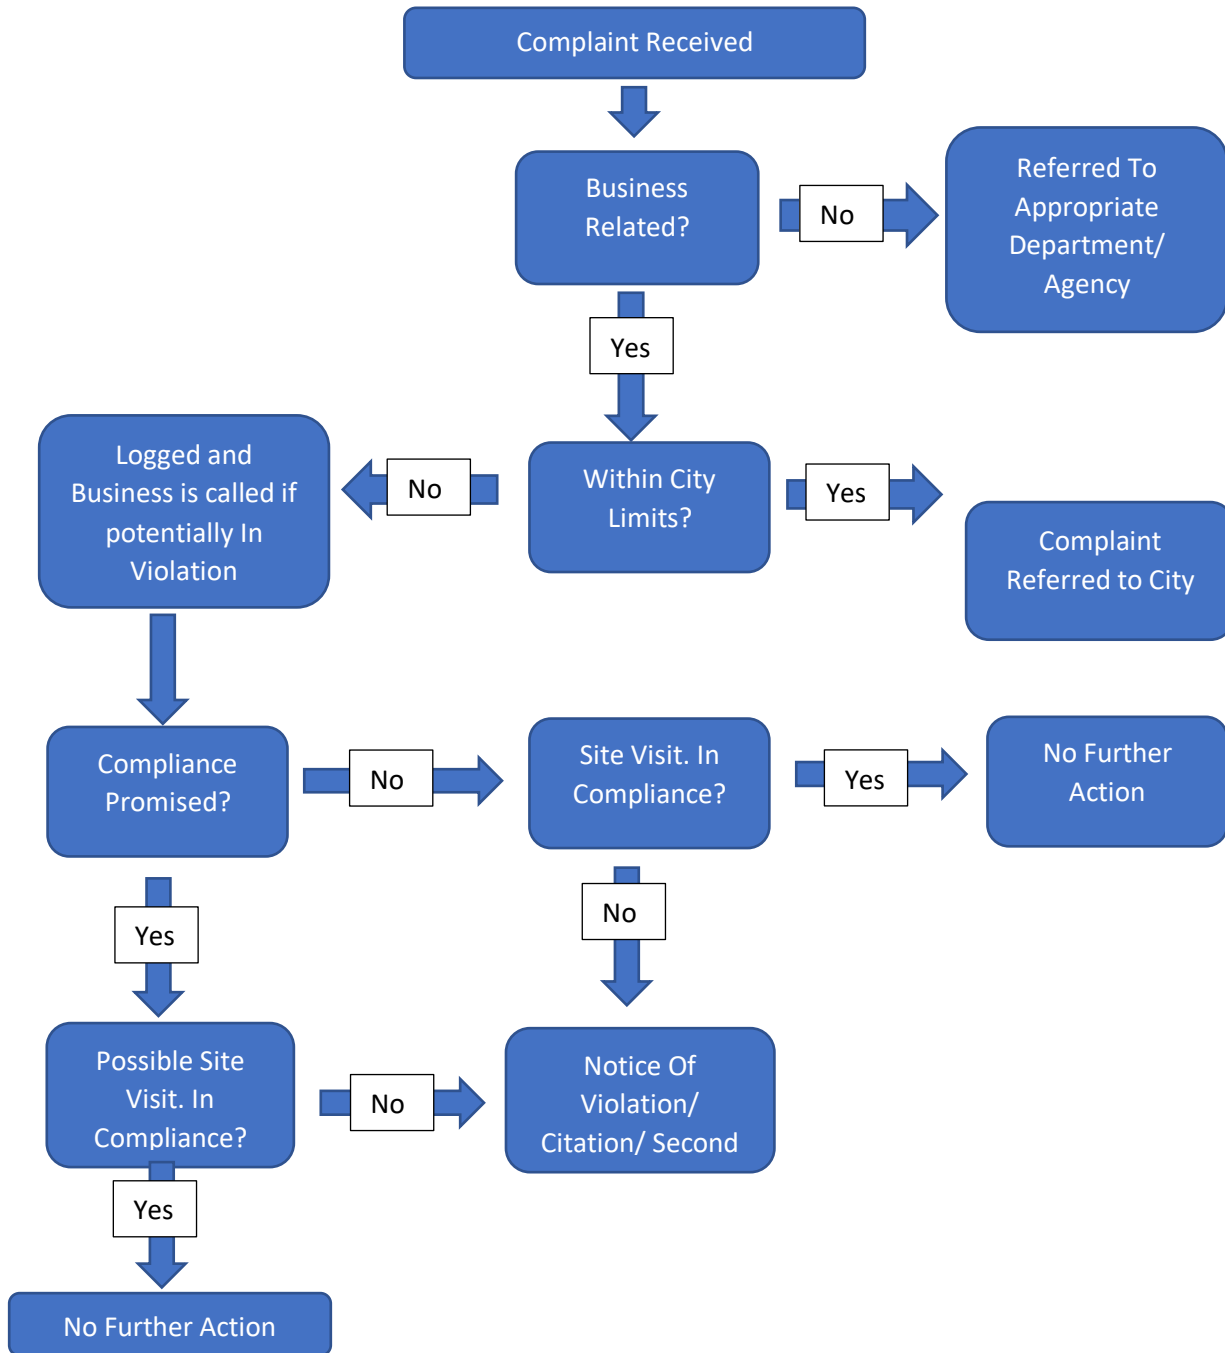 Complaint Received
Business
Related?
No
Referred To
Appropriate
Department/
Agency
Yes
Logged and
Business is called if
potentially In
Violation
No
Within City
Limits?
Yes
Complaint
Referred to City
Compliance
Promised?
No
Site Visit. In
Compliance?
Yes
No Further
Action
Yes
No
Possible Site
Visit. In
Compliance?
No
Notice Of
Violation/
Citation/ Second
Yes
No Further Action